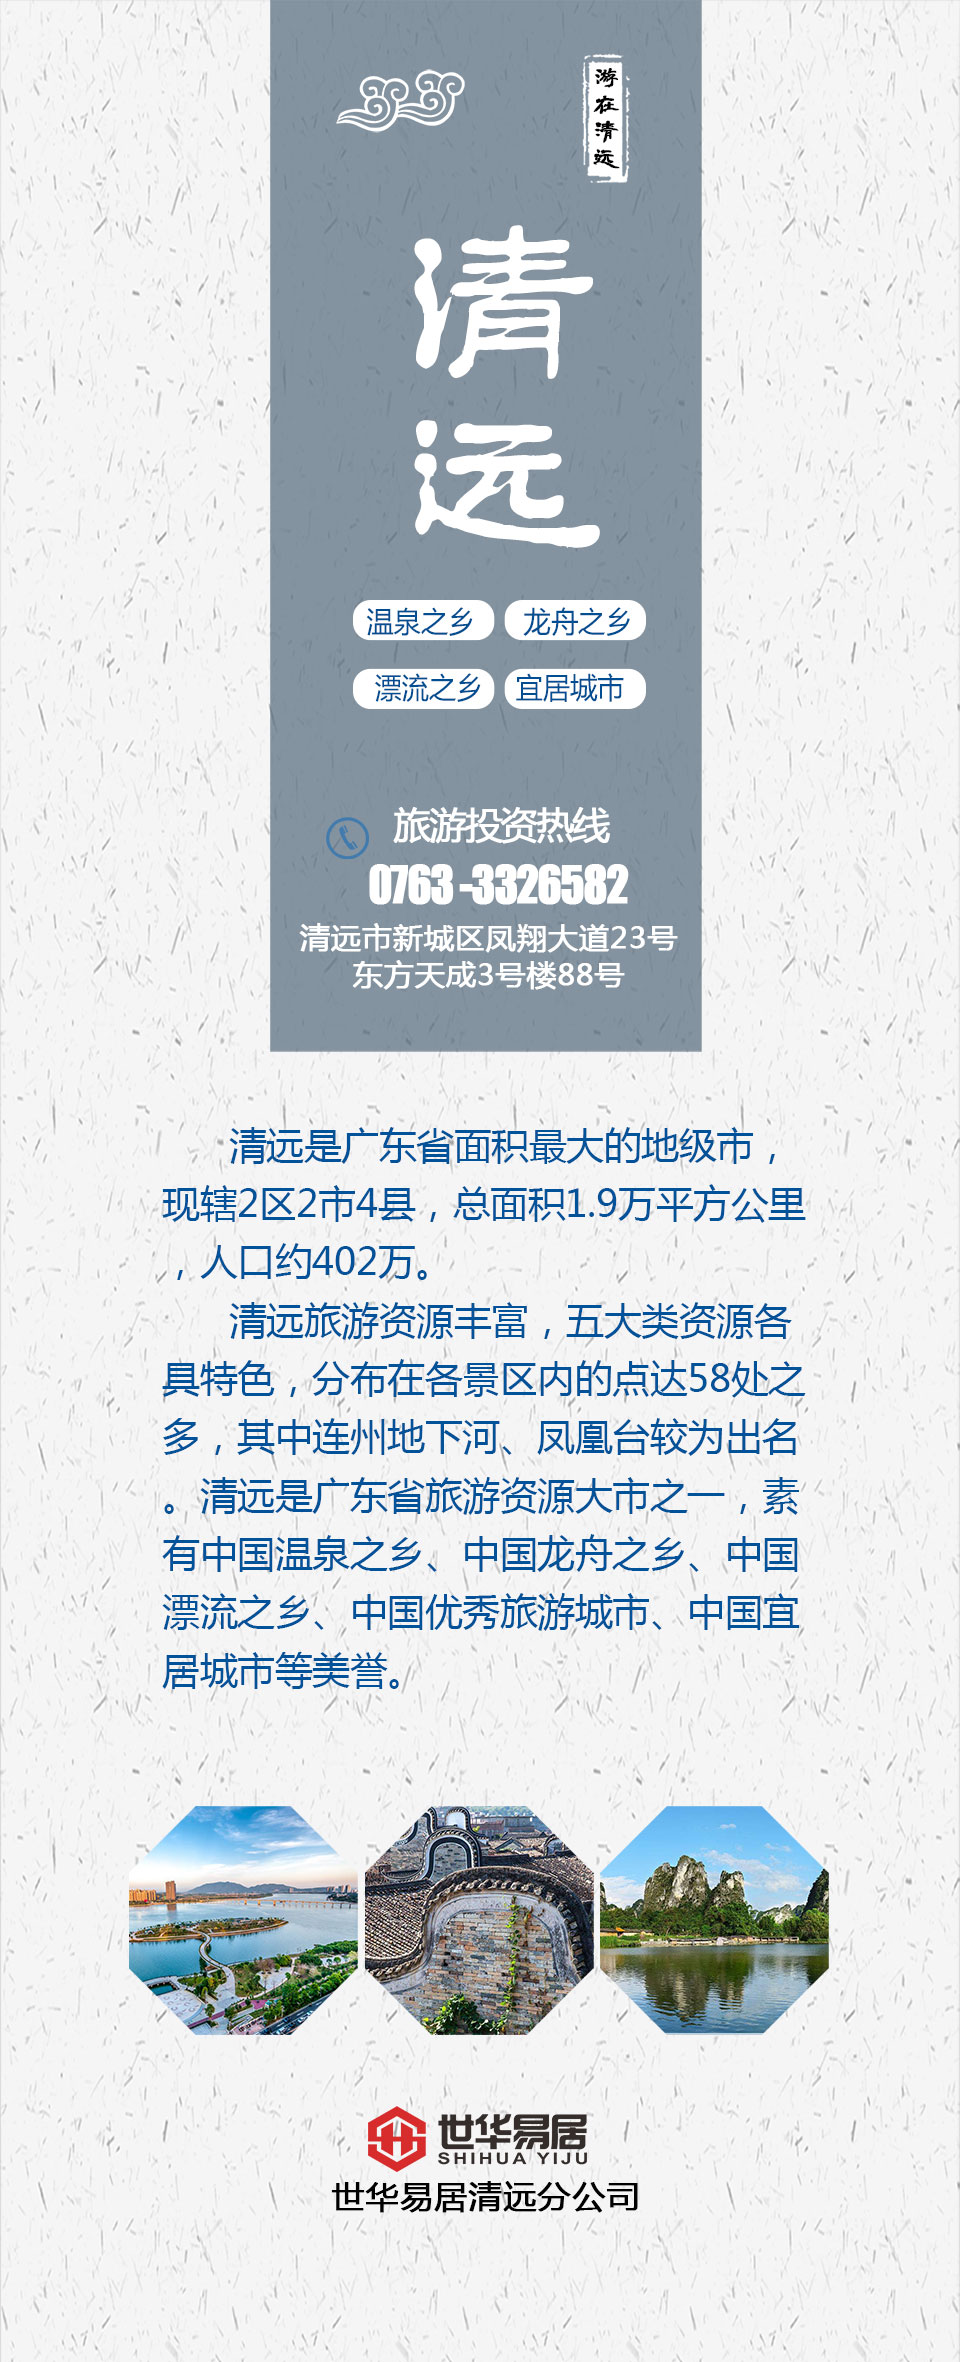 游在清远
清远
温泉之乡 龙舟之乡
漂流之乡 宜居城市
旅游投资热线
0763-3326582
清远市新城区凤翔大道23号
东方天成3号楼88号
清远是广东省面积最大的地级市，
现辖2区2市4县，总面积1.9万平方公里
，人口约402万。
清远旅游资源丰富，五大类资源各
具特色，分布在各景区内的点达58处之
多，其中连州地下河、凤凰台较为出名
。清远是广东省旅游资源大市之一，素
有中国温泉之乡、中国龙舟之乡、中国
漂流之乡、中国优秀旅游城市、中国宜
居城市等美誉。
世华易居
SHIHUA YIJU
世华易居清远分公司